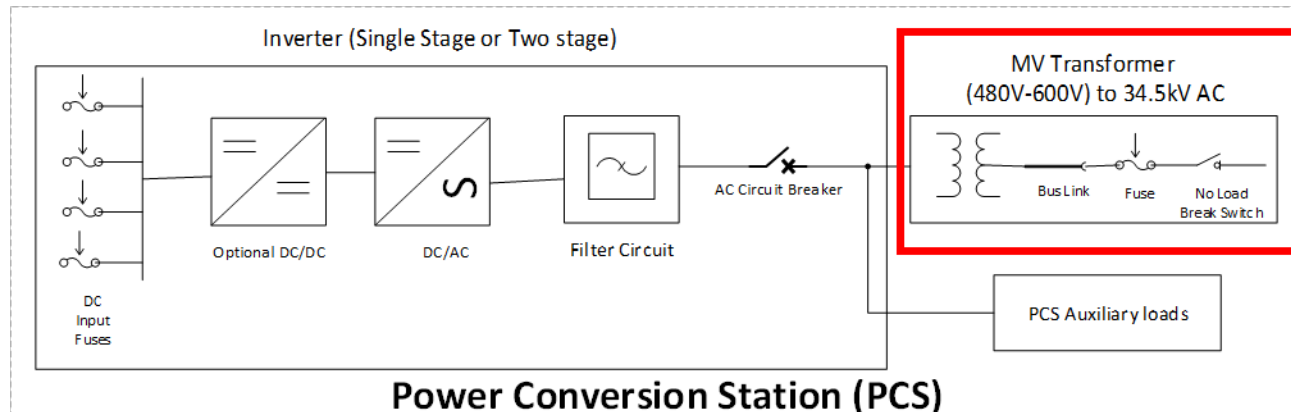 Inverter (Single Stage or Two stage)
MV Transformer
(480V-600V) to 34.5kV AC
AC Circuit Breaker
Bus Link
Fuse
No Load
Break Switch
Optional DC/DC
DC/AC
Filter Circuit
DC
Input
Fuses
PCS Auxiliary loads
Power Conversion Station (PCS)